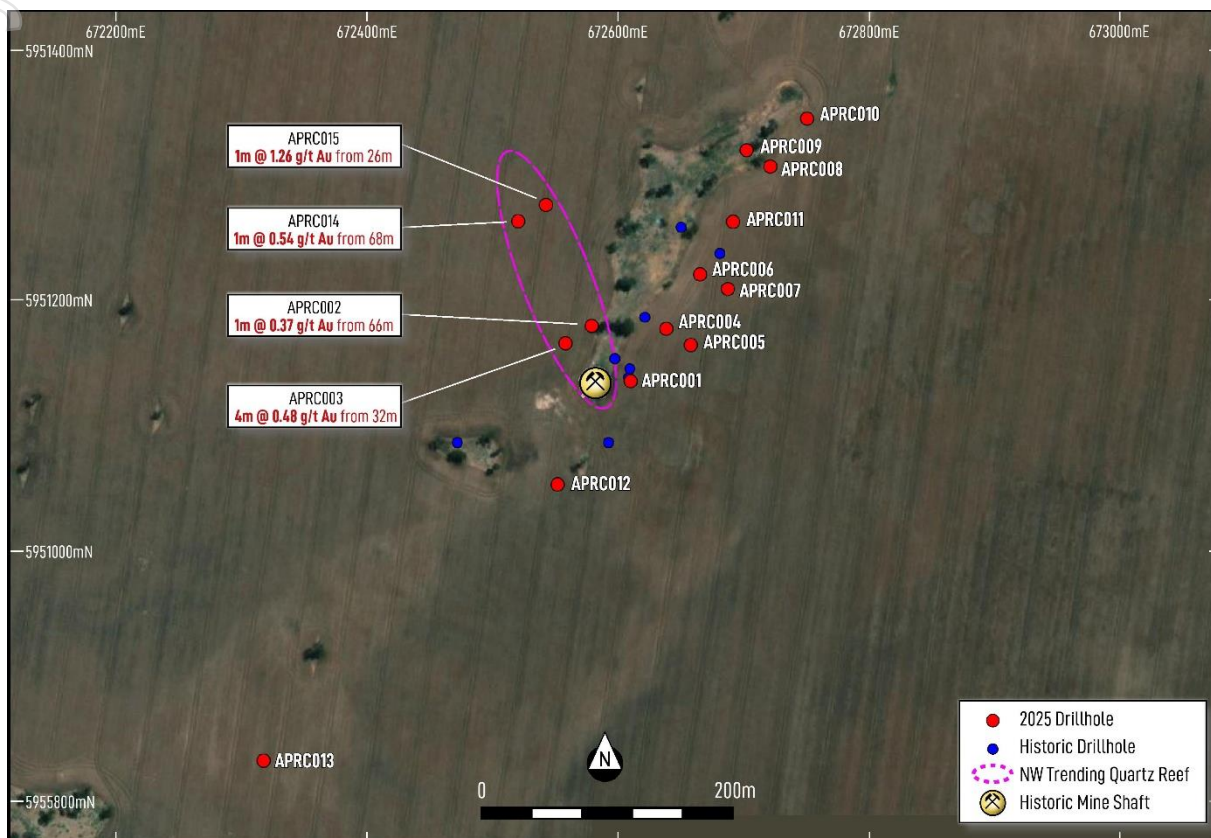 672200mE
672400mE
672600mE
672800mE
673000mE
5951400mN
APRC010
APRC015
1m @ 1.26 g/t Au from 26m
APRC009
APRC008
APRC014
1m @ 0.54 g/t Au from 68m
APRC011
APRC006
APRC007
5951200mN
APRC002
1m @ 0.37 g/t Au from 66m
APRC004
APRC005
APRC001
APRC003
4m @ 0.48 g/t Au from 32m
APRC012
5951000mN
APRC013
5955800mN
N
0
200m
2025 Drillhole
Historic Drillhole
NW Trending Quartz Reef
Historic Mine Shaft